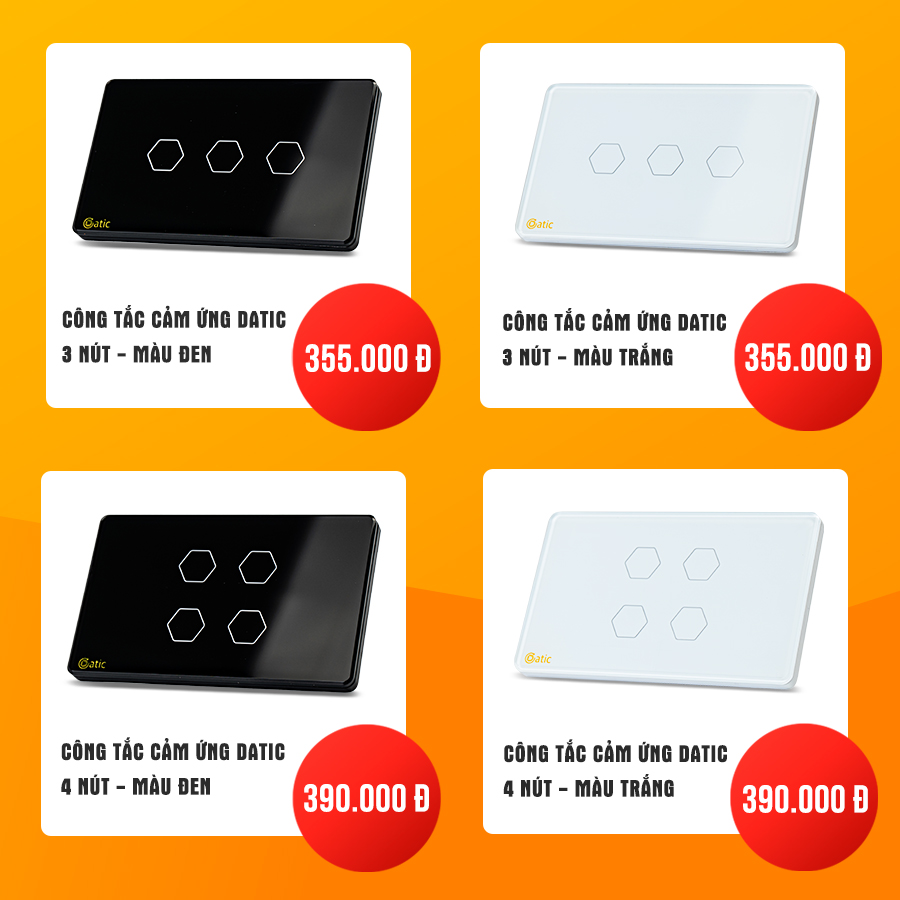 Datic
CÔNG TẮC CẢM ỨNG DATIC
3 NÚT - MÀU ĐEN
355.000 Đ
Datic
CÔNG TẮC CẢM ỨNG DATIC
3 NÚT - MÀU TRẮNG
355.000 Đ
Datic
CÔNG TẮC CẢM ỨNG DATIC
4 NÚT - MÀU ĐEN
390.000 Đ
Datic
CÔNG TẮC CẢM ỨNG DATIC
4 NÚT - MÀU TRẮNG
390.000 Đ